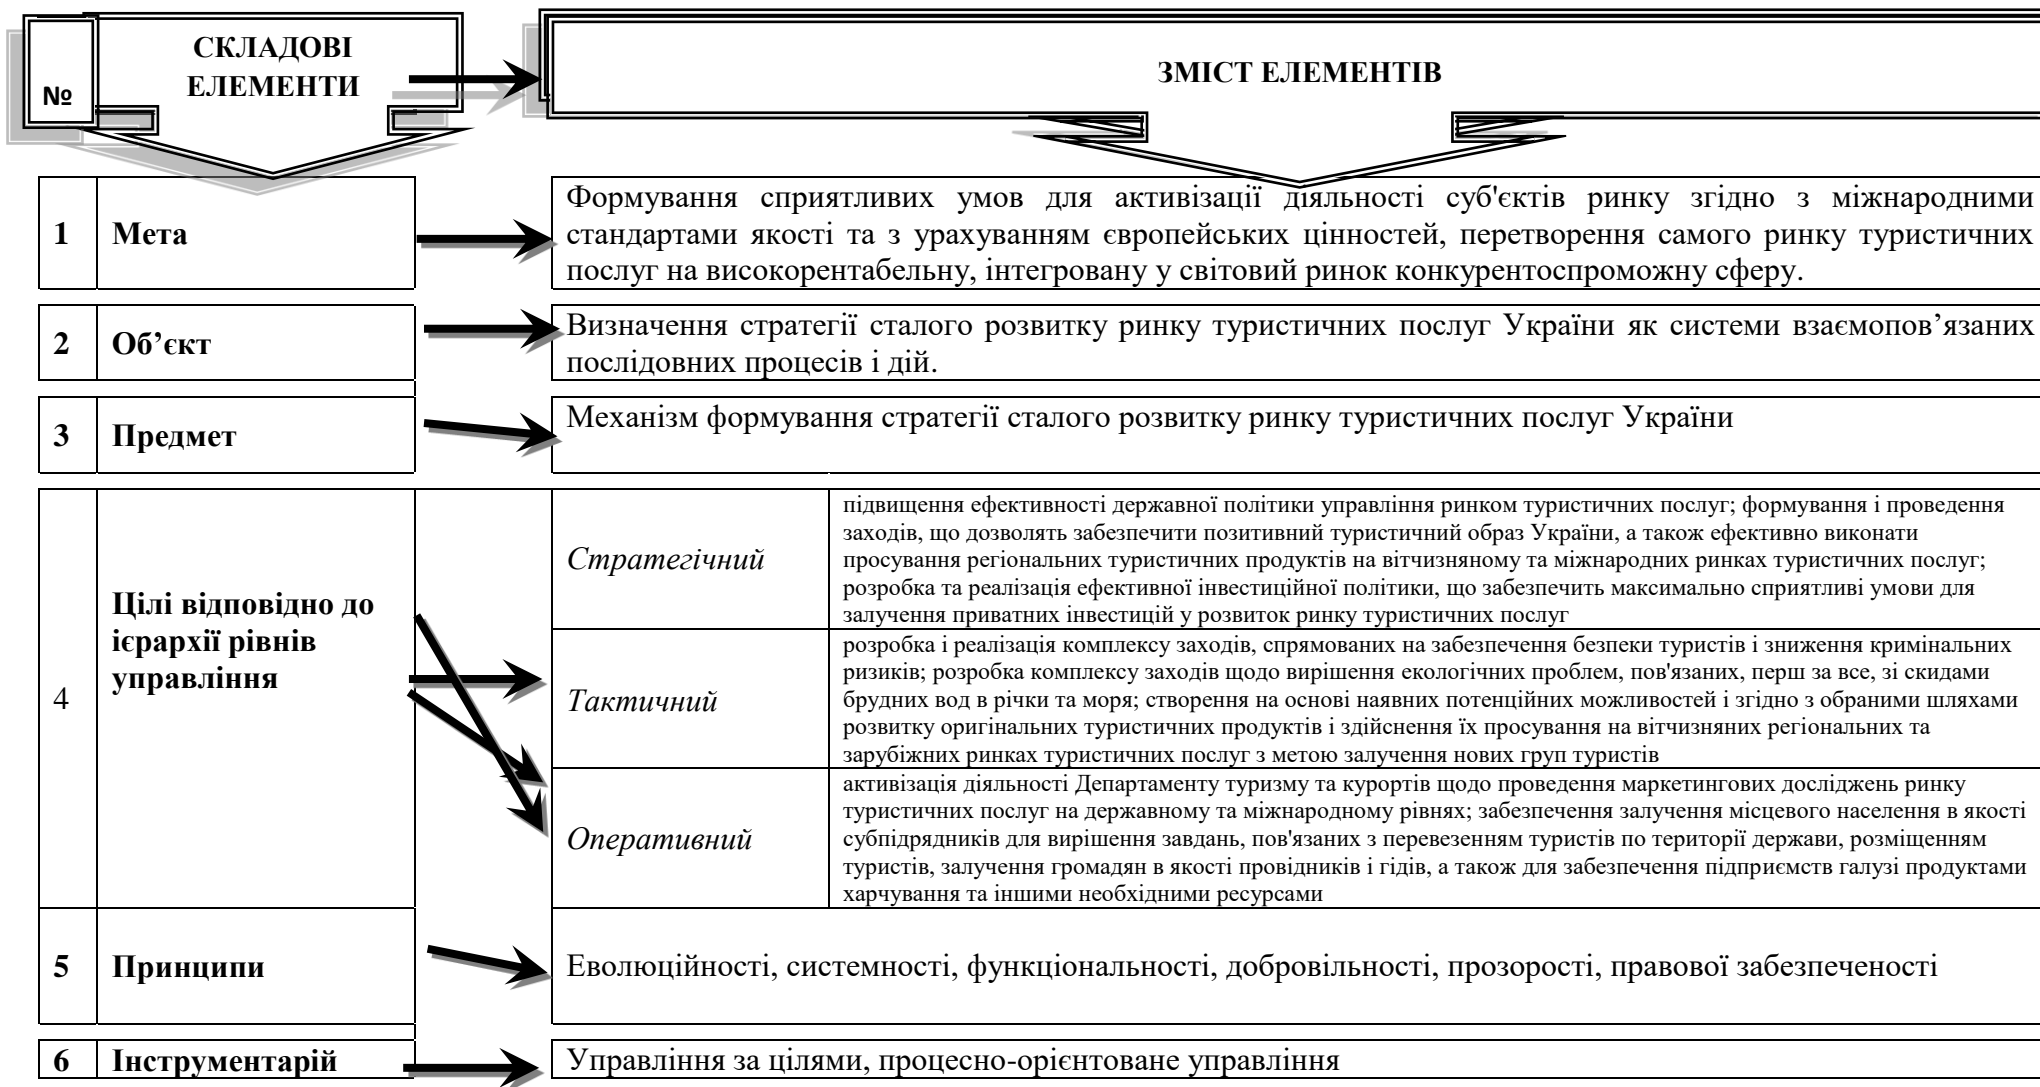 №
СКЛАДОВІ
ЕЛЕМЕНТИ
ЗМІСТ ЕЛЕМЕНТІВ
1
Мета
Формування сприятливих умов для активізації діяльності суб'єктів ринку згідно з міжнародними
стандартами якості та з урахуванням європейських цінностей, перетворення самого ринку туристичних
послуг на високорентабельну, інтегровану у світовий ринок конкурентоспроможну сферу.
2
Об’єкт
Визначення стратегії сталого розвитку ринку туристичних послуг України як системи взаємопов’язаних
послідовних процесів і дій.
3
Предмет
Механізм формування стратегії сталого розвитку ринку туристичних послуг України
4
Цілі відповідно до
ієрархії рівнів
управління
Стратегічний
підвищення ефективності державної політики управління ринком туристичних послуг; формування і проведення
заходів, що дозволять забезпечити позитивний туристичний образ України, а також ефективно виконати
просування регіональних туристичних продуктів на вітчизняному та міжнародних ринках туристичних послуг;
розробка та реалізація ефективної інвестиційної політики, що забезпечить максимально сприятливі умови для
залучення приватних інвестицій у розвиток ринку туристичних послуг
Тактичний
розробка і реалізація комплексу заходів, спрямованих на забезпечення безпеки туристів і зниження кримінальних
ризиків; розробка комплексу заходів щодо вирішення екологічних проблем, пов'язаних, перш за все, зі скидами
брудних вод в річки та моря; створення на основі наявних потенційних можливостей і згідно з обраними шляхами
розвитку оригінальних туристичних продуктів і здійснення їх просування на вітчизняних регіональних та
зарубіжних ринках туристичних послуг з метою залучення нових груп туристів
Оперативний
активізація діяльності Департаменту туризму та курортів щодо проведення маркетингових досліджень ринку
туристичних послуг на державному та міжнародному рівнях; забезпечення залучення місцевого населення в якості
субпідрядників для вирішення завдань, пов'язаних з перевезенням туристів по території держави, розміщенням
туристів, залучення громадян в якості провідників і гідів, а також для забезпечення підприємств галузі продуктами
харчування та іншими необхідними ресурсами
5
Принципи
Еволюційності, системності, функціональності, добровільності, прозорості, правової забезпеченості
6
Інструментарій
Управління за цілями, процесно-орієнтоване управління